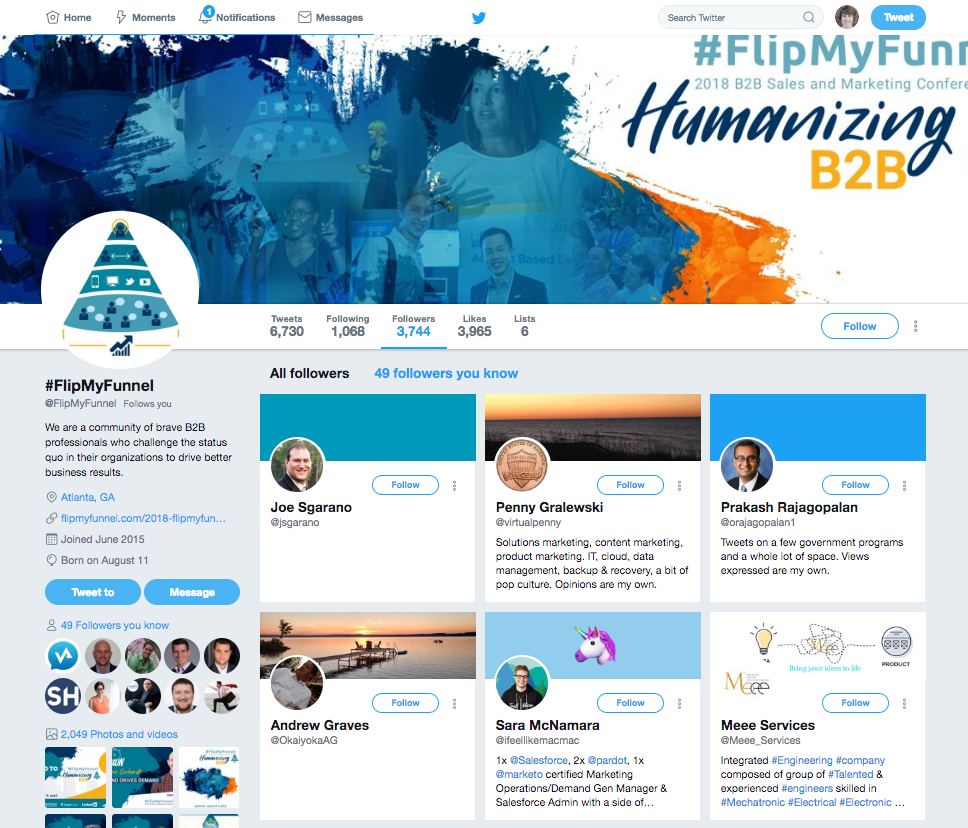 Home
Moments
1
Notifications
Messages
Search Twitter
Tweet
#FlipMyFunn
2018 B2B Sales and Marketing Confere
Humanizing
B2B
Terminus
Tweets
6,730
Following
1,068
Followers
3,744
Likes
3,965
Lists
6
Follow
#FlipMyFunnel
@FlipMyFunnel Follows you
We are a community of brave B2B
professionals who challenge the status
quo in their organizations to drive better
business results.
Atlanta, GA
flipmyfunnel.com/2018-flipmyfun…
Joined June 2015
Born on August 11
Tweet to
Message
49 Followers you know
SH
2,049 Photos and videos
All followers
49 followers you know
Follow
Joe Sgarano
@jsgarano
Follow
Penny Gralewski
@virtualpenny
Solutions marketing, content marketing,
product marketing. IT, cloud, data
management, backup & recovery, a bit of
pop culture. Opinions are my own.
Follow
Prakash Rajagopalan
@orajagopalan1
Tweets on a few government programs
and a whole lot of space. Views
expressed are my own.
Follow
Andrew Graves
@OkaiyokaAG
Follow
Sara McNamara
@ifeellikemacmac
1x @Salesforce, 2x @pardot, 1x
@marketo certified Marketing
Operations/Demand Gen Manager &
Salesforce Admin with a side of…
Bring your ideas to life
PRODUCT
Meee
Follow
Meee Services
@Meee_Services
Integrated #Engineering #company
composed of group of #Talented &
experienced #engineers skilled in
#Mechatronic #Electrical #Electronic …
#FlipMyFunnel
Humanizing
B2B
AND DRIVES DEMAND